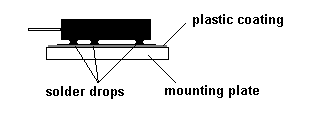 plastic coating
solder drops
mounting plate